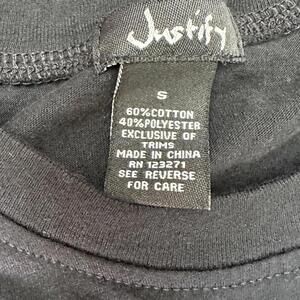 Justify
S
60%COTTON
40%POLYESTER
EXCLUSIVE OF
TRIMS
MADE IN CHINA
RN 123271
SEE REVERSE
FOR CARE